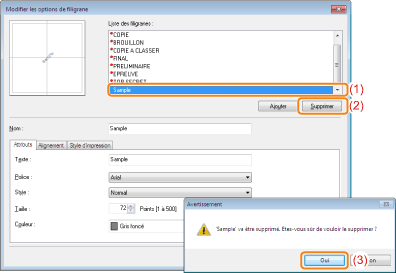 Modifier les options de filigrane
Liste des filigranes :
*COPIE
*BROUILLON
*COPIE A CLASSER
*FINAL
*PRELIMINAIRE
*EPREUVE
*TOP SECRET
Sample
(1)
Ajouter
Supprimer
(2)
Sample
Nom :
Sample
Attributs
Alignement
Style d'impression
Texte :
Sample
Police :
Arial
Style :
Normal
Taille :
72
Points [1 à 500]
Couleur :
Gris foncé
Avertissement
'Sample' va être supprimé. Etes-vous sûr de vouloir le supprimer ?
Oui
(3)